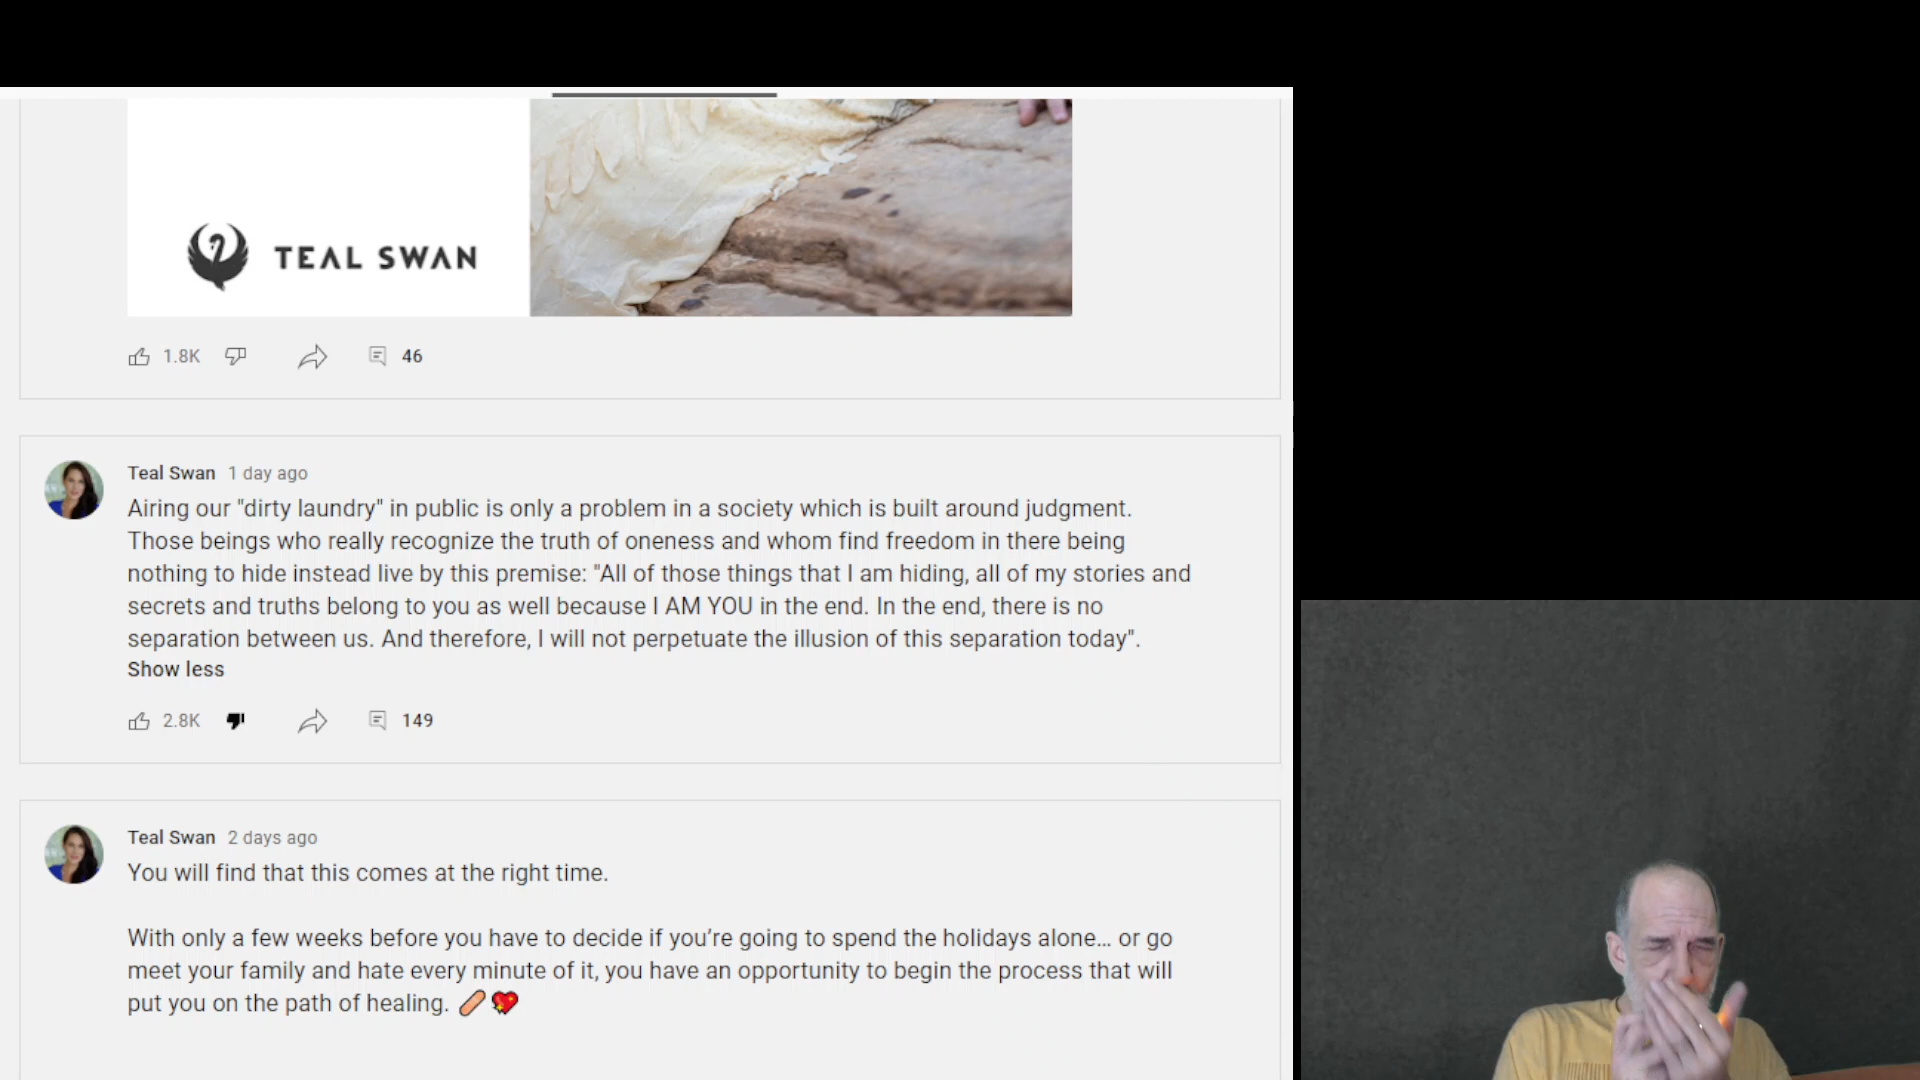 TEAL SWAN
1.8K 46
Teal Swan 1 day ago
Airing our "dirty laundry" in public is only a problem in a society which is built around judgment.
Those beings who really recognize the truth of oneness and whom find freedom in there being
nothing to hide instead live by this premise: "All of those things that I am hiding, all of my stories and
secrets and truths belong to you as well because I AM YOU in the end. In the end, there is no
separation between us. And therefore, I will not perpetuate the illusion of this separation today".
Show less
2.8K 149
Teal Swan 2 days ago
You will find that this comes at the right time.
With only a few weeks before you have to decide if you’re going to spend the holidays alone... or go
meet your family and hate every minute of it, you have an opportunity to begin the process that will
put you on the path of healing. 🩹💖